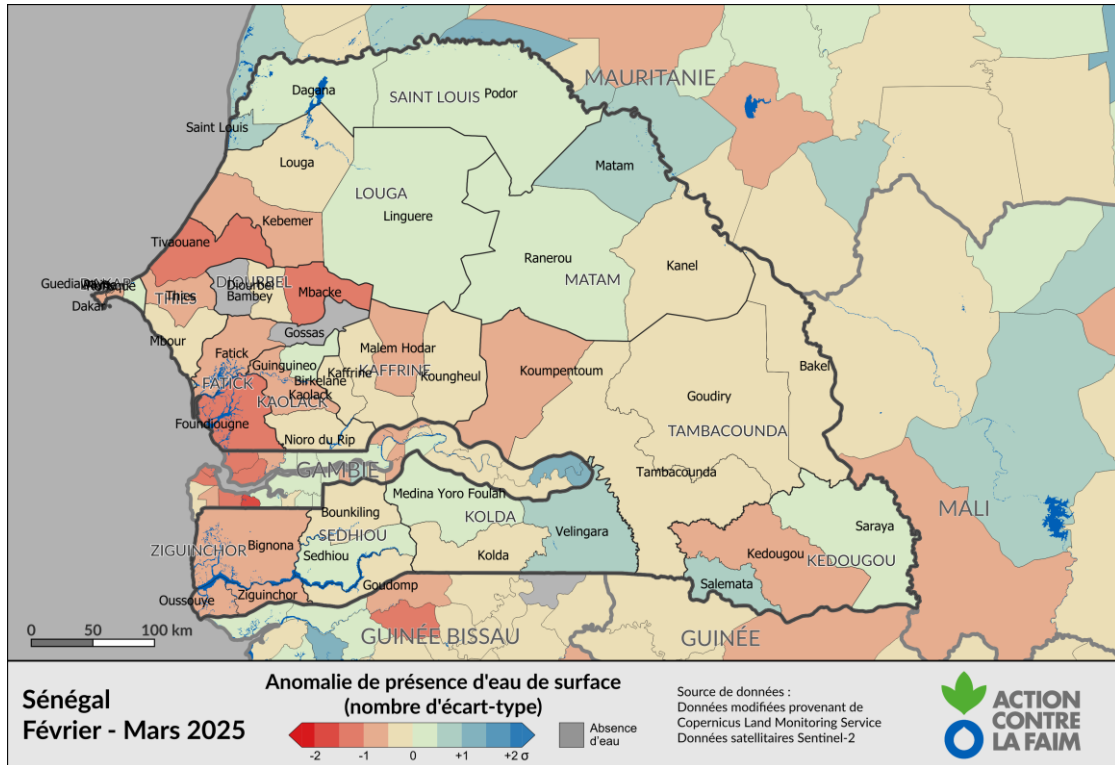 MAURITANIE
Dagana
SAINT LOUIS
Podor
Saint Louis
Matam
Louga
LOUGA
Linguere
Kebemer
Tivaouane
Ranerou
MATAM
Kanel
DIOURBEL
Diourbel
Bambey
Mbacke
THIES
Thies
Dakar
Gossas
Mbour
Fatick
Malem Hodar
Guinguineo
Kaffrine
KAFFRINE
Koungheul
Koumpentoum
Bakel
Birkelane
FATICK
KAOLACK
Kaolack
Goudiry
Foundiougne
Nioro du Rip
TAMBACOUNDA
GAMBIE
Tambacounda
Medina Yoro Foulah
KOLDA
Bounkiling
SEDHIOU
Velingara
Saraya
MALI
ZIGUINCHOR
Bignona
Sedhiou
Kolda
Kedougou
KEDOUGOU
Goudomp
Salemata
Oussouye
Ziguinchor
GUINÉE BISSAU
GUINÉE
0 50 100 km
Sénégal
Février - Mars 2025
Anomalie de présence d'eau de surface
(nombre d'écart-type)
-2 -1 0 +1 +2 σ
Absence
d'eau
Source de données :
Données modifiées provenant de
Copernicus Land Monitoring Service
Données satellitaires Sentinel-2
ACTION
CONTRE
LA FAIM